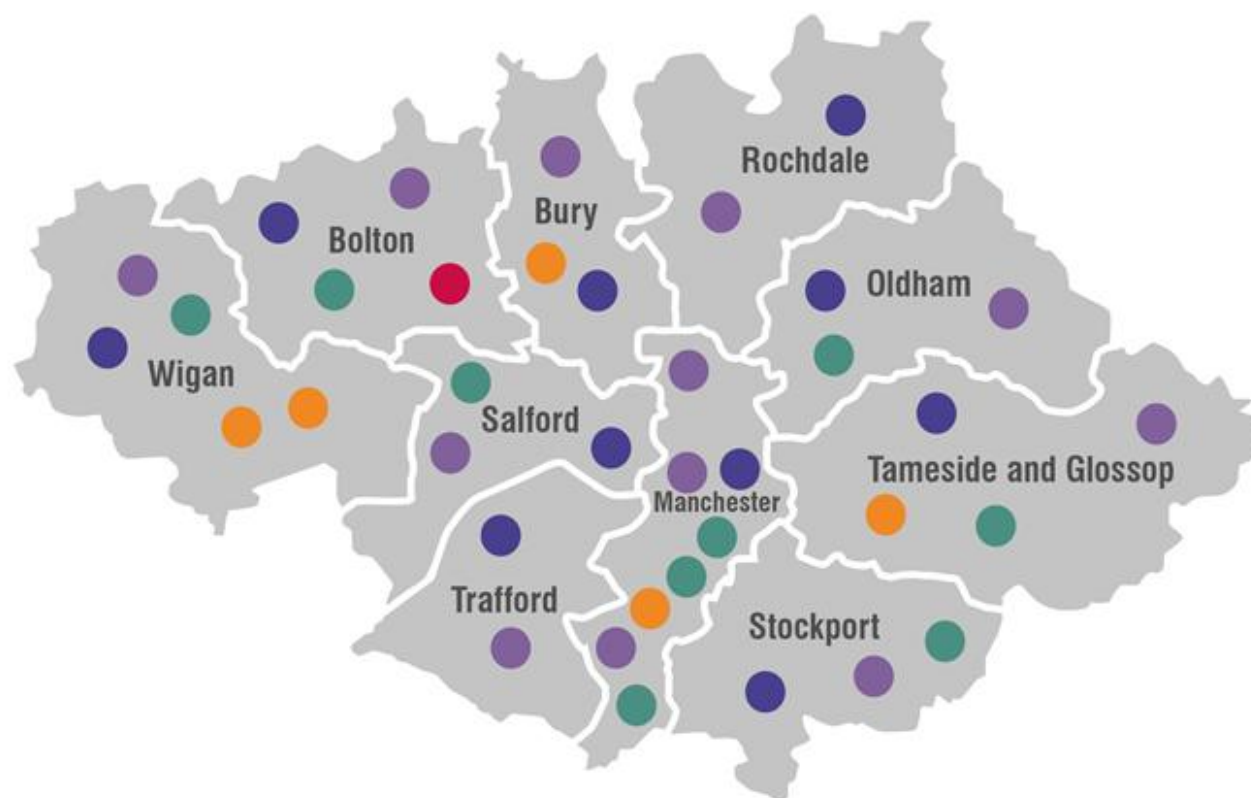 Rochdale
Bury
Bolton
Oldham
Wigan
Salford
Tameside and Glossop
Manchester
Trafford
Stockport